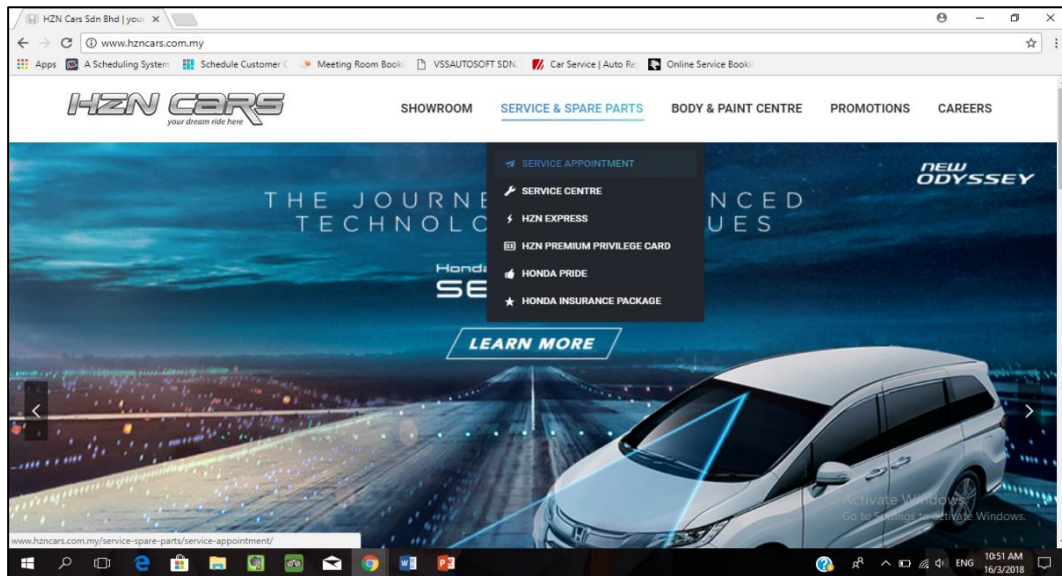 HZN Cars Sdn Bhd | your
www.hzncars.com.my
Apps A Scheduling System Schedule Customer C Meeting Room Book VSSAUTOSOFT SDN. Car Service | Auto Re Online Service Book
HZN Cars
your dream ride here
SHOWROOM SERVICE & SPARE PARTS BODY & PAINT CENTRE PROMOTIONS CAREERS
SERVICE APPOINTMENT
SERVICE CENTRE
HZN EXPRESS
HZN PREMIUM PRIVILEGE CARD
HONDA PRIDE
HONDA INSURANCE PACKAGE
new
ODYSSEY
THE JOURNE NCED
TECHNOLO UES
Honda
SE
LEARN MORE
Activate Windows
Go to Settings to activate Windows.
www.hzncars.com.my/service-spare-parts/service-appointment/
ENG 10:51 AM
16/3/2018